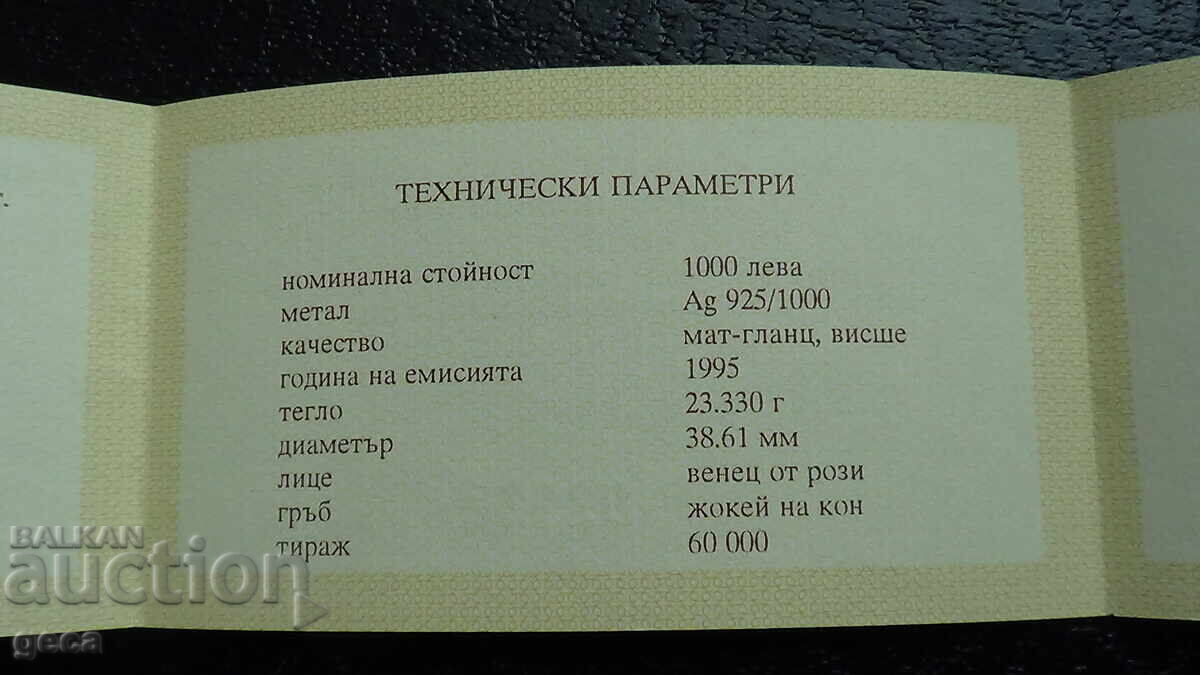 ТЕХНИЧЕСКИ ПАРАМЕТРИ
номинална стойност 1000 лева
метал Ag 925/1000
качество мат-гланц, висше
година на емисията 1995
тегло 23.330 г
диаметър 38.61 мм
лице венец от рози
гръб жокей на кон
тираж 60 000
BALKAN
auction
geca